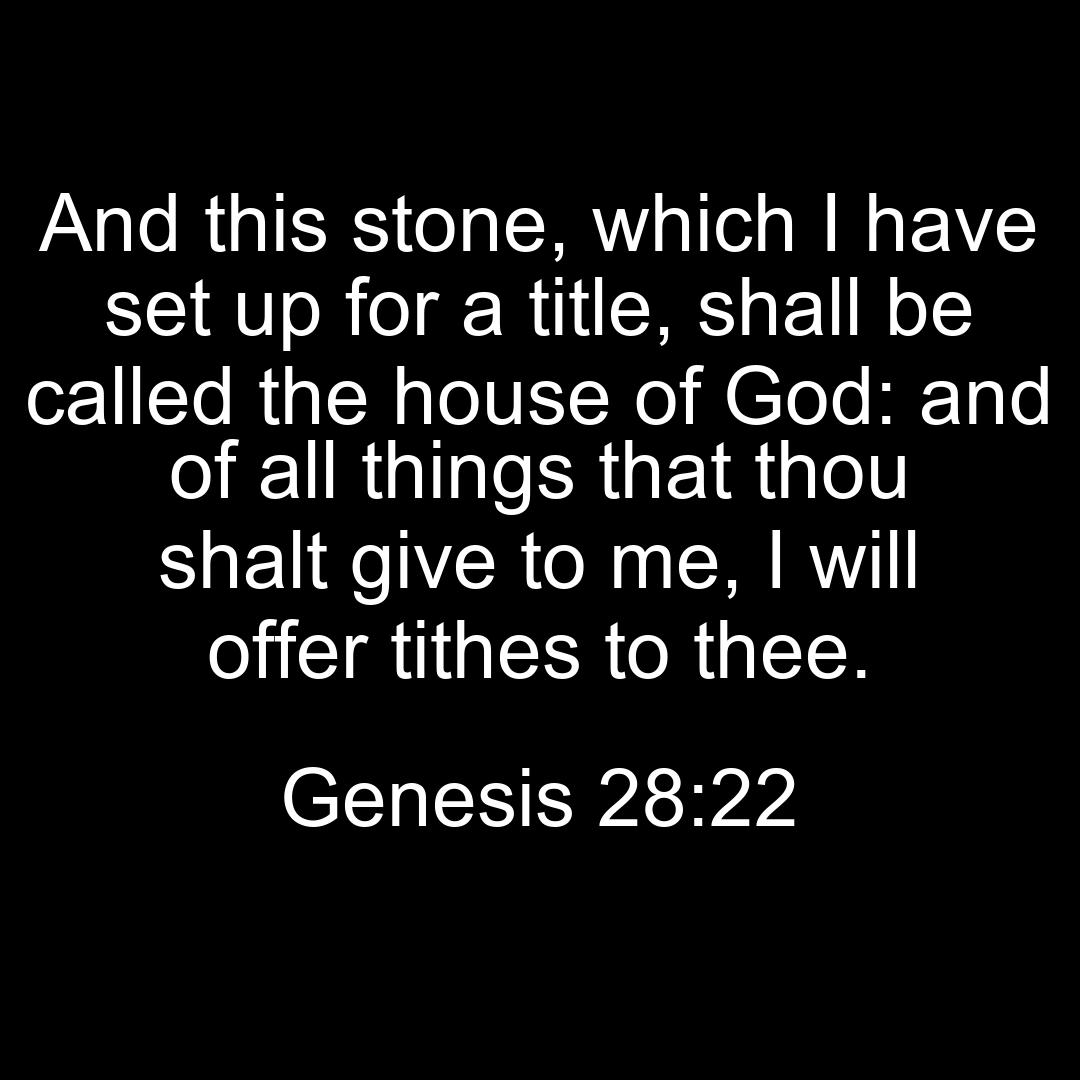 And this stone, which I have
set up for a title, shall be
called the house of God: and
of all things that thou
shalt give to me, I will
offer tithes to thee.
Genesis 28:22